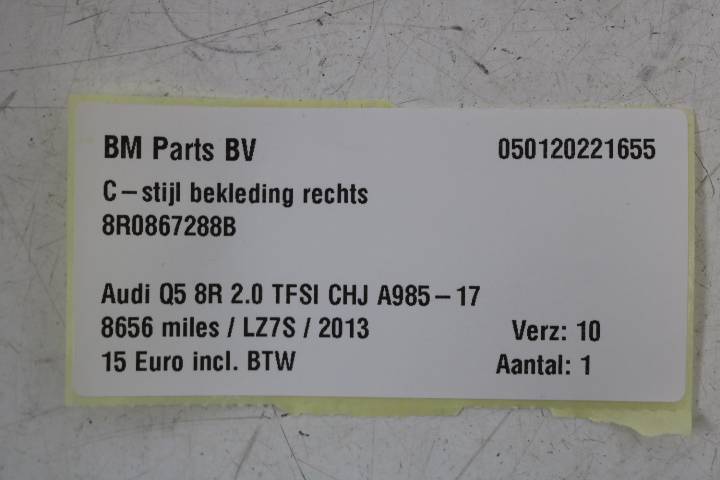 BM Parts BV 050120221655
C-stijl bekleding rechts
8R0867288B
Audi Q5 8R 2.0 TFSI CHJ A985-17
8656 miles / LZ7S / 2013 Verz: 10
15 Euro incl. BTW Aantal: 1